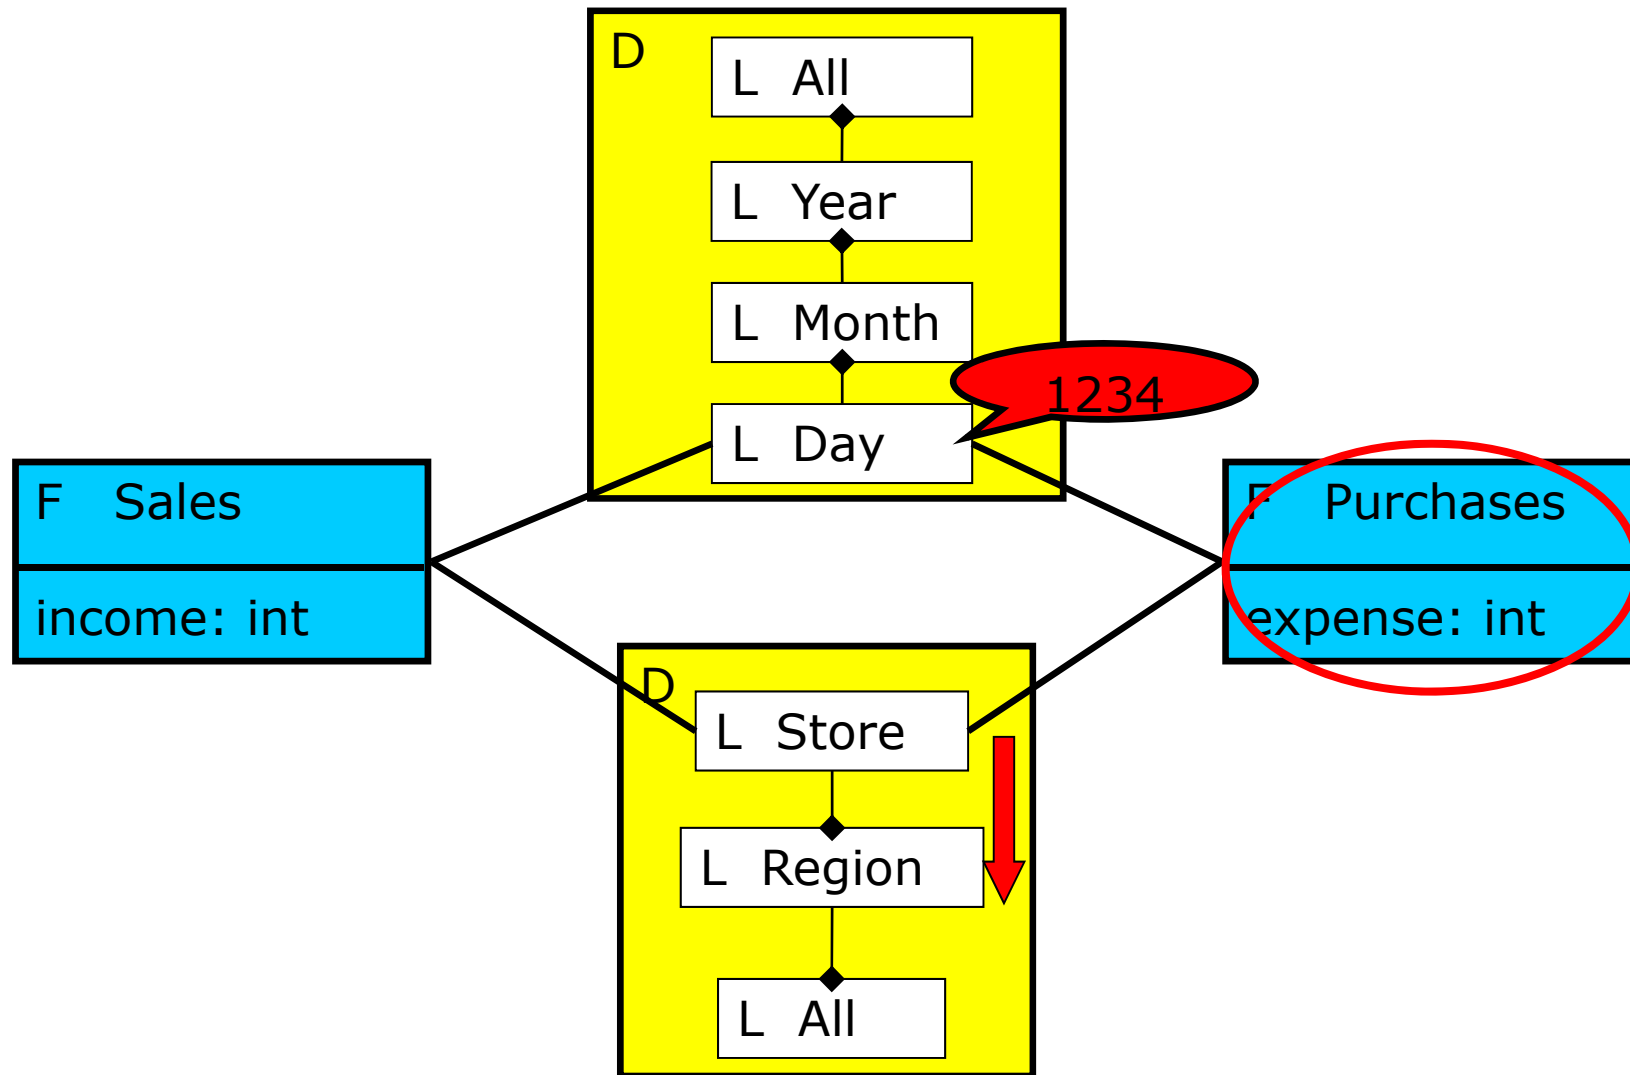 D
L All
L Year
L Month
1234
L Day
F Sales
income: int
F Purchases
expense: int
D
L Store
L Region
L All